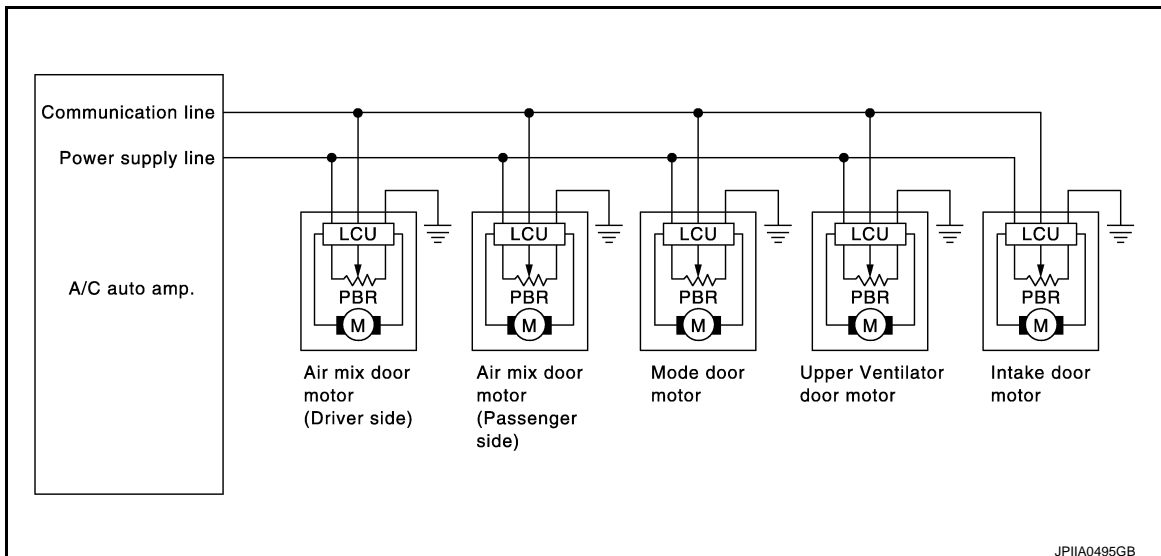 Communication line
Power supply line
A/C auto amp.
LCU
LCU
LCU
LCU
LCU
PBR
PBR
PBR
PBR
PBR
M
M
M
M
M
Air mix door
motor
(Driver side)
Air mix door
motor
(Passenger
side)
Mode door
motor
Upper Ventilator
door motor
Intake door
motor
JPIIA0495GB